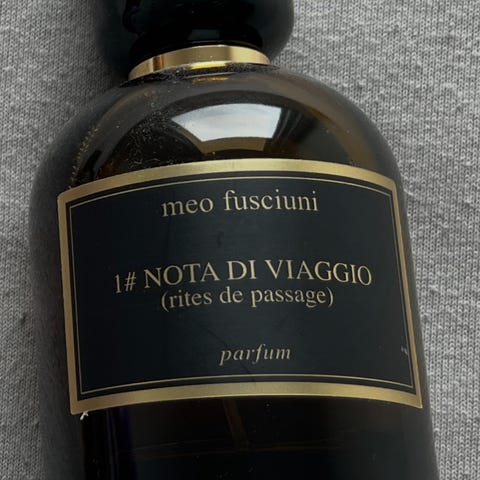 meo fusciuni
1# NOTA DI VIAGGIO
(rites de passage)
parfum